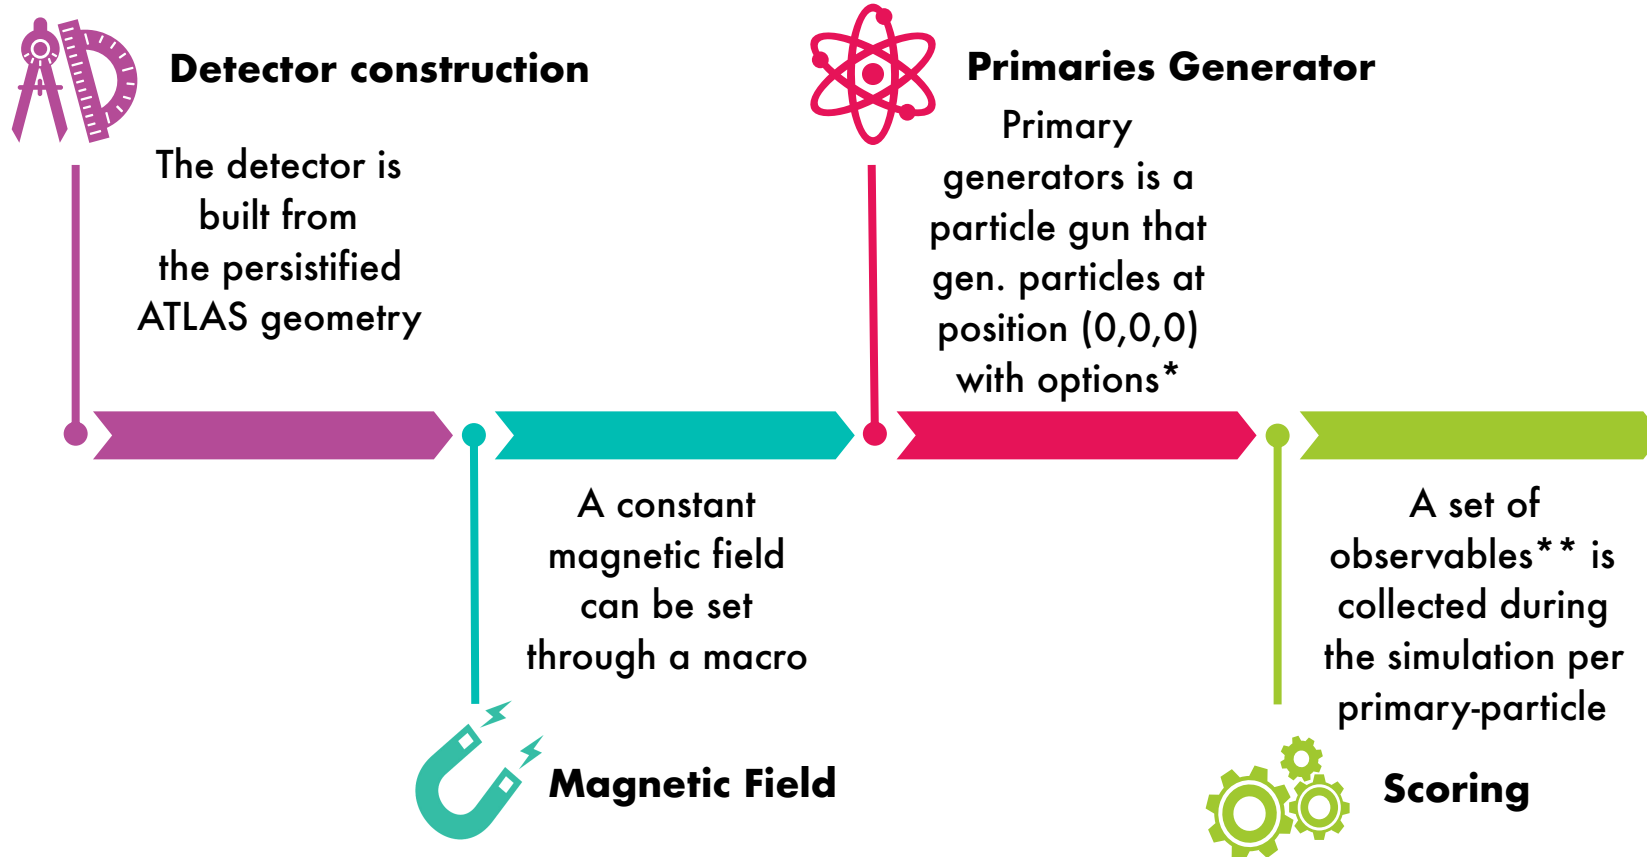 Detector construction
The detector is
built from
the persistified
ATLAS geometry
A constant
magnetic field
can be set
through a macro
Magnetic Field
Primaries Generator
Primary
generators is a
particle gun that
gen. particles at
position (0,0,0)
with options*
A set of
observables** is
collected during
the simulation per
primary-particle
Scoring